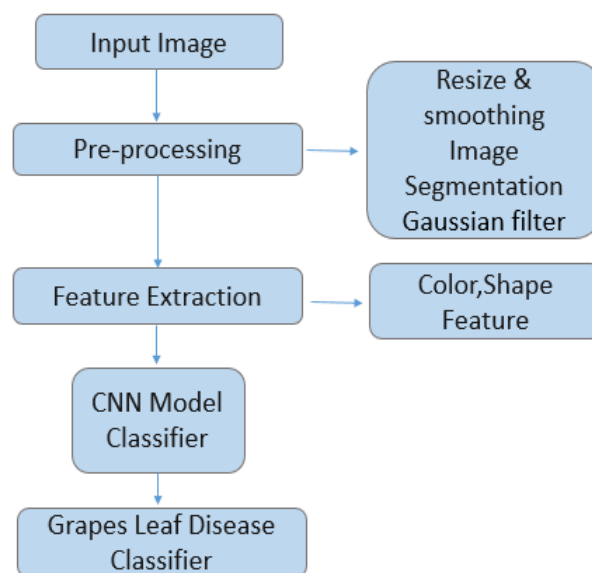 Input Image
Pre-processing
Resize &
smoothing
Image
Segmentation
Gaussian filter
Feature Extraction
Color,Shape
Feature
CNN Model
Classifier
Grapes Leaf Disease
Classifier